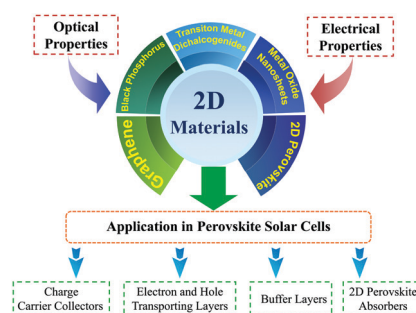 Optical
Properties
Electrical
Properties
Graphene
Black Phosphorus
Transiton Metal
Dichalcogenides
Metal Oxide
Nanosheets
2D Perovskite
2D
Materials
Application in Perovskite Solar Cells
Charge
Carrier Collectors
Electron and Hole
Transporting Layers
Buffer Layers
2D Perovskite
Absorbers